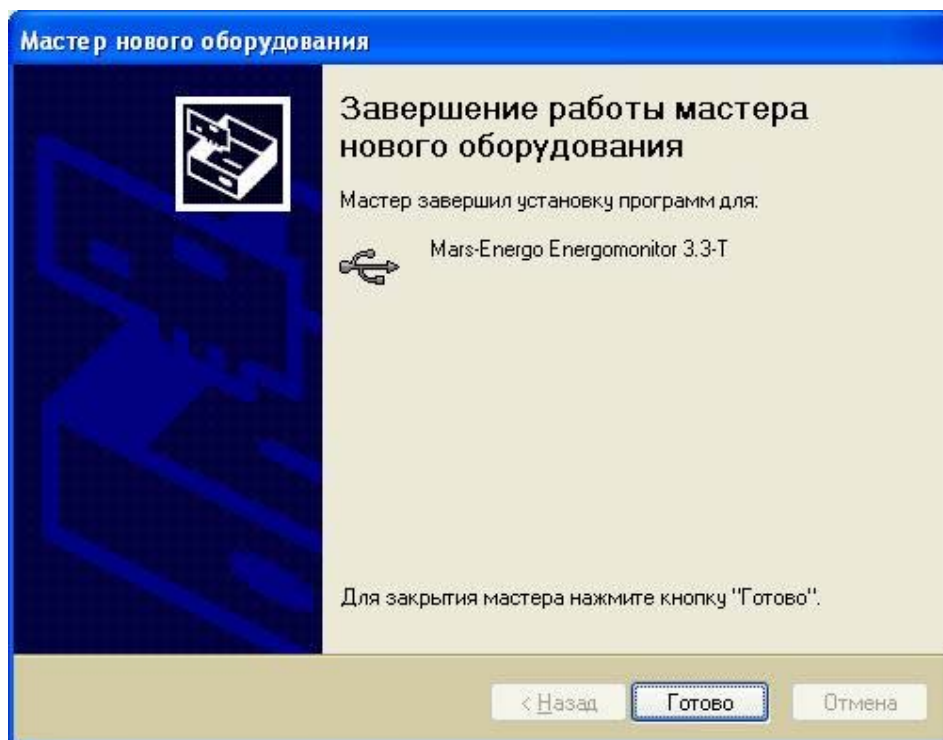 Мастер нового оборудования
Завершение работы мастера
нового оборудования
Мастер завершил установку программ для:
Mars-Energo Energomonitor 3.3-T
Для закрытия мастера нажмите кнопку "Готово".
< Назад Готово Отмена